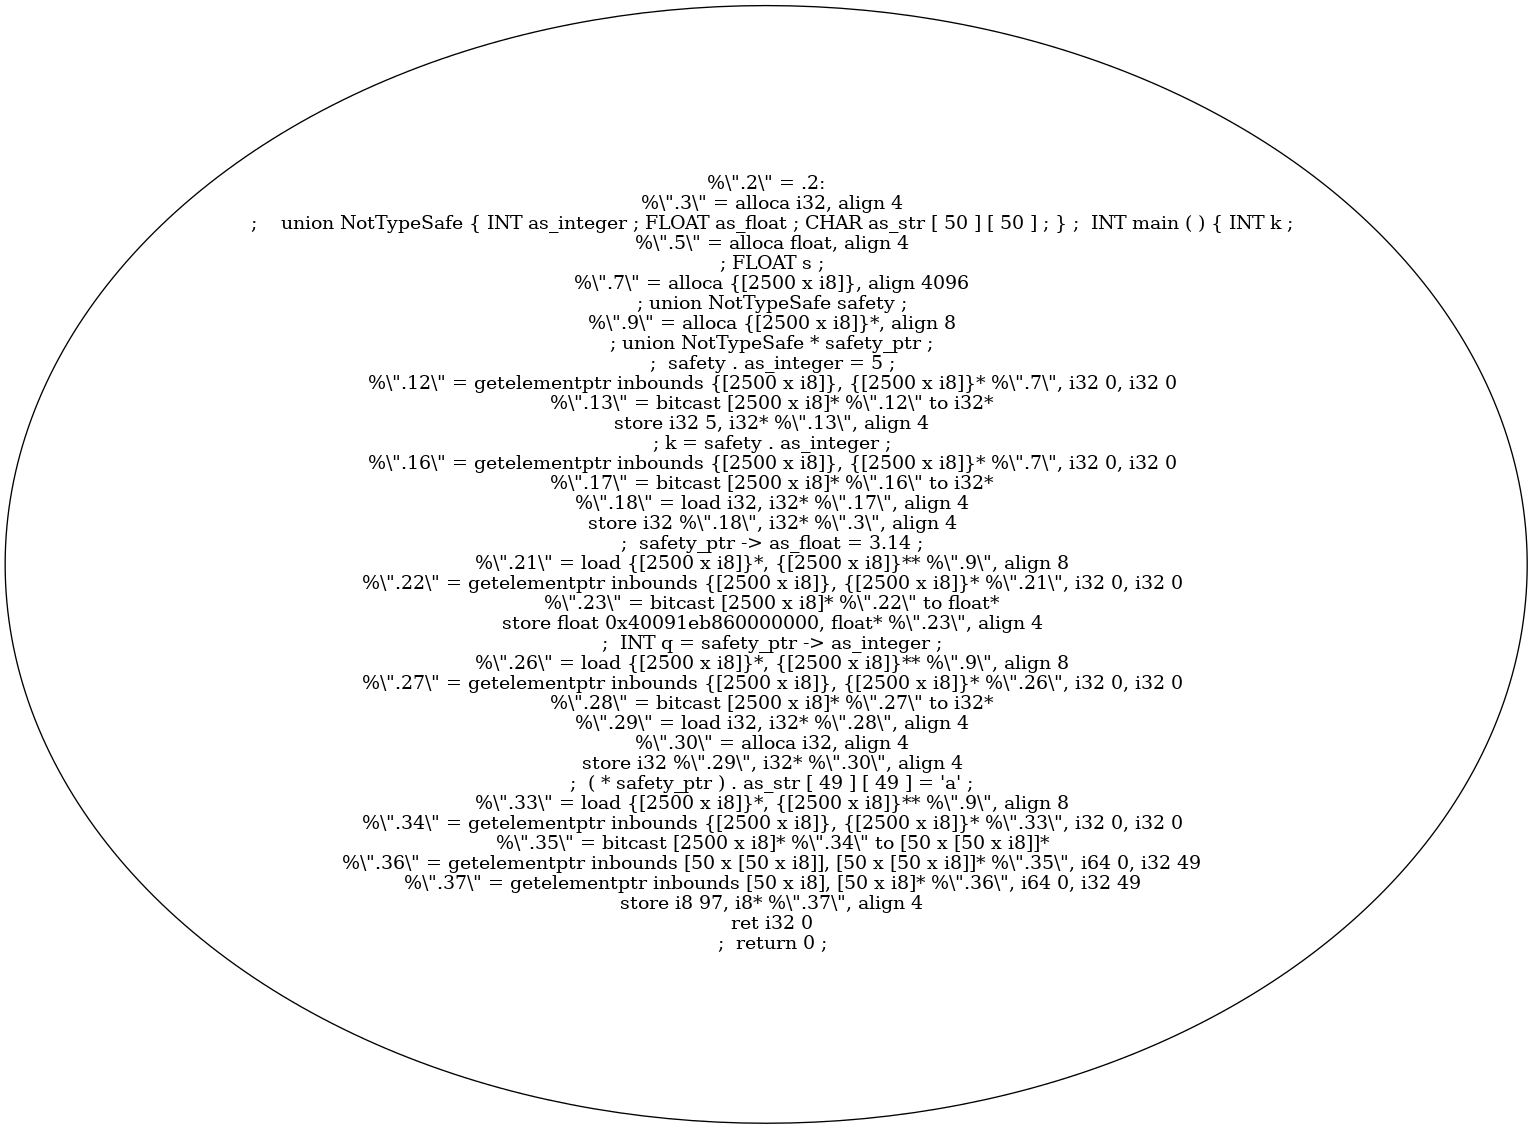 %\".2\" = .2:
%\".3\" = alloca i32, align 4
;    union NotTypeSafe { INT as_integer ; FLOAT as_float ; CHAR as_str [ 50 ] [ 50 ] ; } ;  INT main ( ) { INT k ;
%\".5\" = alloca float, align 4
; FLOAT s ;
%\".7\" = alloca {[2500 x i8]}, align 4096
; union NotTypeSafe safety ;
%\".9\" = alloca {[2500 x i8]}*, align 8
; union NotTypeSafe * safety_ptr ;
;  safety . as_integer = 5 ;
%\".12\" = getelementptr inbounds {[2500 x i8]}, {[2500 x i8]}* %\".7\", i32 0, i32 0
%\".13\" = bitcast [2500 x i8]* %\".12\" to i32*
store i32 5, i32* %\".13\", align 4
; k = safety . as_integer ;
%\".16\" = getelementptr inbounds {[2500 x i8]}, {[2500 x i8]}* %\".7\", i32 0, i32 0
%\".17\" = bitcast [2500 x i8]* %\".16\" to i32*
%\".18\" = load i32, i32* %\".17\", align 4
store i32 %\".18\", i32* %\".3\", align 4
;  safety_ptr -> as_float = 3.14 ;
%\".21\" = load {[2500 x i8]}*, {[2500 x i8]}** %\".9\", align 8
%\".22\" = getelementptr inbounds {[2500 x i8]}, {[2500 x i8]}* %\".21\", i32 0, i32 0
%\".23\" = bitcast [2500 x i8]* %\".22\" to float*
store float 0x40091eb860000000, float* %\".23\", align 4
;  INT q = safety_ptr -> as_integer ;
%\".26\" = load {[2500 x i8]}*, {[2500 x i8]}** %\".9\", align 8
%\".27\" = getelementptr inbounds {[2500 x i8]}, {[2500 x i8]}* %\".26\", i32 0, i32 0
%\".28\" = bitcast [2500 x i8]* %\".27\" to i32*
%\".29\" = load i32, i32* %\".28\", align 4
%\".30\" = alloca i32, align 4
store i32 %\".29\", i32* %\".30\", align 4
;  ( * safety_ptr ) . as_str [ 49 ] [ 49 ] = 'a' ;
%\".33\" = load {[2500 x i8]}*, {[2500 x i8]}** %\".9\", align 8
%\".34\" = getelementptr inbounds {[2500 x i8]}, {[2500 x i8]}* %\".33\", i32 0, i32 0
%\".35\" = bitcast [2500 x i8]* %\".34\" to [50 x [50 x i8]]*
%\".36\" = getelementptr inbounds [50 x [50 x i8]], [50 x [50 x i8]]* %\".35\", i64 0, i32 49
%\".37\" = getelementptr inbounds [50 x i8], [50 x i8]* %\".36\", i64 0, i32 49
store i8 97, i8* %\".37\", align 4
ret i32 0
;  return 0 ;